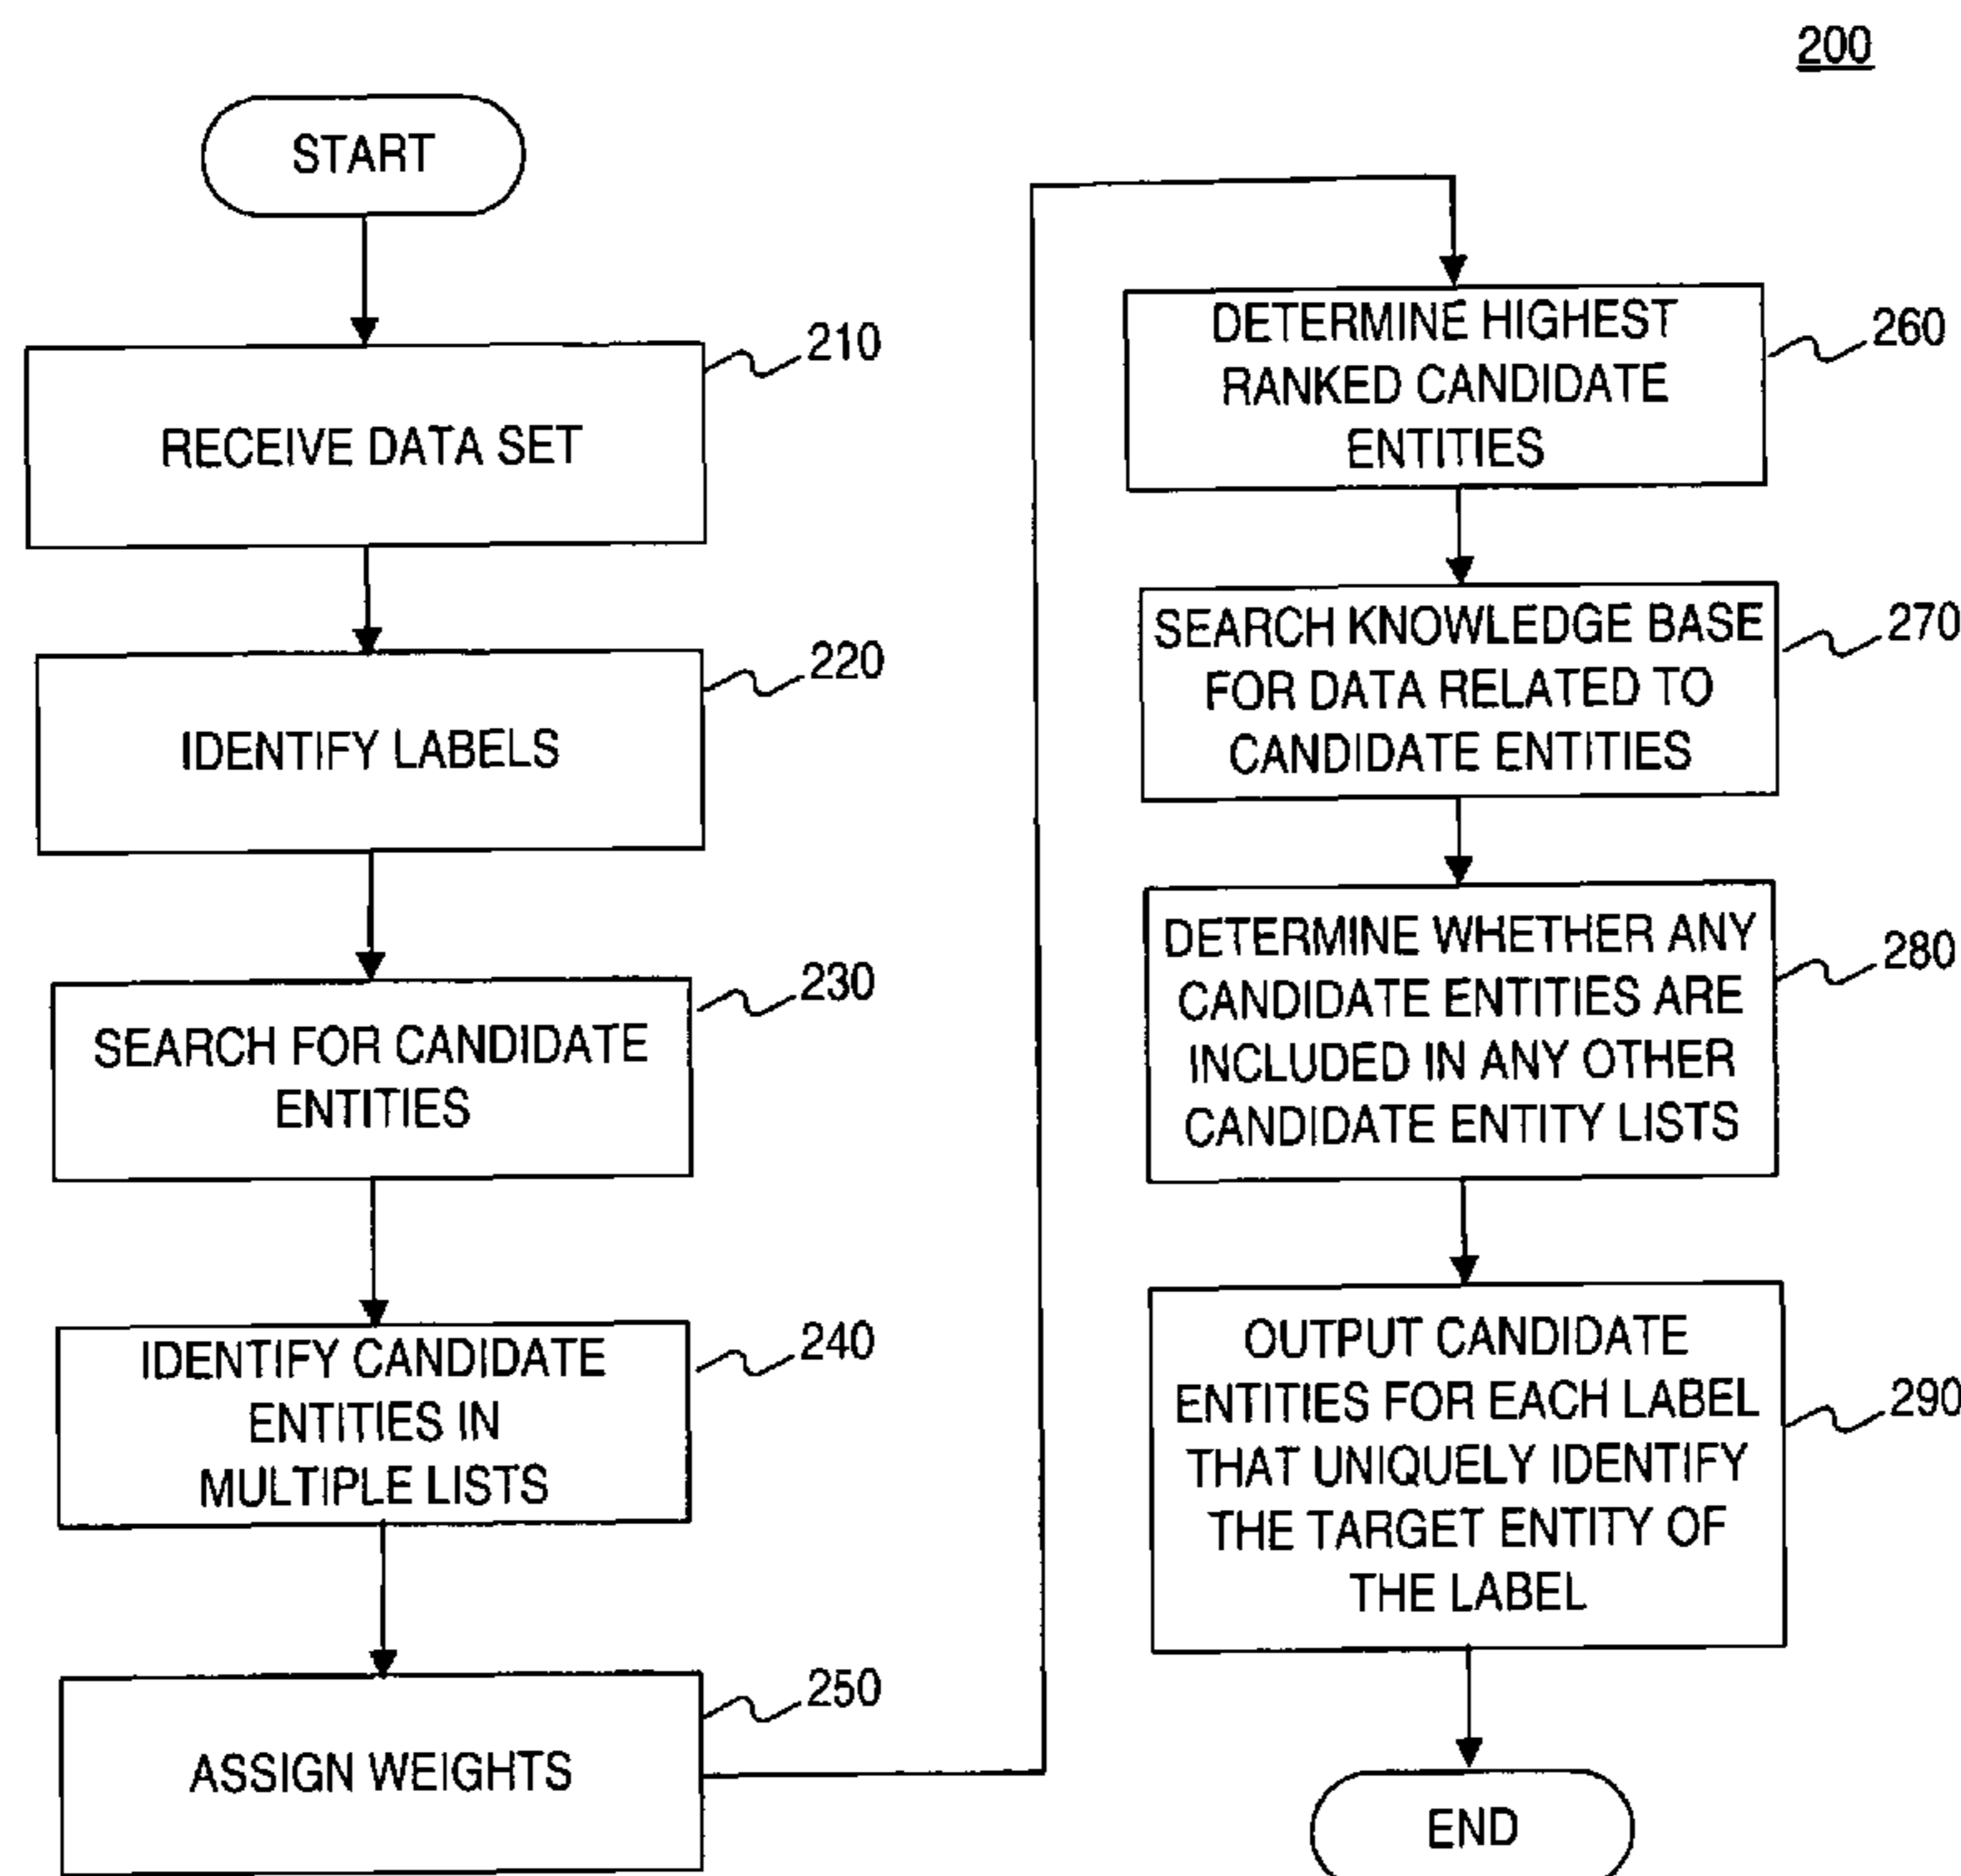 200
START
210
RECEIVE DATA SET
220
IDENTIFY LABELS
230
SEARCH FOR CANDIDATE
ENTITIES
240
IDENTIFY CANDIDATE
ENTITIES IN
MULTIPLE LISTS
250
ASSIGN WEIGHTS
260
DETERMINE HIGHEST
RANKED CANDIDATE
ENTITIES
270
SEARCH KNOWLEDGE BASE
FOR DATA RELATED TO
CANDIDATE ENTITIES
280
DETERMINE WHETHER ANY
CANDIDATE ENTITIES ARE
INCLUDED IN ANY OTHER
CANDIDATE ENTITY LISTS
290
OUTPUT CANDIDATE
ENTITIES FOR EACH LABEL
THAT UNIQUELY IDENTIFY
THE TARGET ENTITY OF
THE LABEL
END